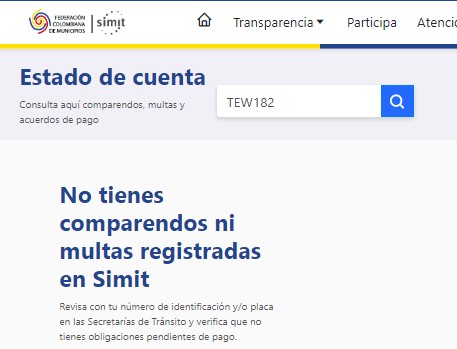 FEDERACIÓN
COLOMBIANA
DE MUNICIPIOS
simit
Transparencia
Participa
Atenció
Estado de cuenta
Consulta aquí comparendos, multas y
acuerdos de pago
TEW182
No tienes
comparendos ni
multas registradas
en Simit
Revisa con tu número de identificación y/o placa
en las Secretarías de Tránsito y verifica que no
tienes obligaciones pendientes de pago.